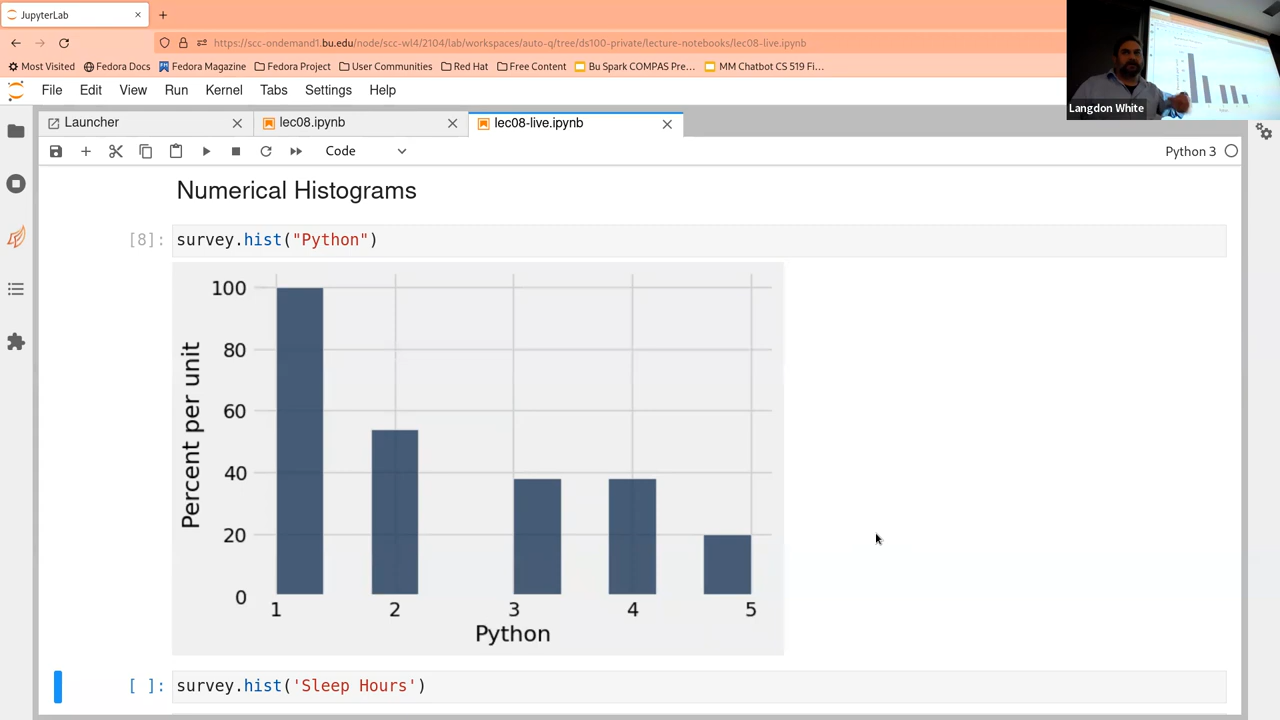 JupyterLab
https://scc-ondemand1.bu.edu/node/scc-wl4/2104/lab/workspaces/auto-q/tree/ds100-private/lecture-notebooks/lec08-live.ipynb
Most Visited Fedora Docs Fedora Magazine Fedora Project User Communities Red Hat Free Content Bu Spark COMPAS Pre... MM Chatbot CS 519 Fi...
Langdon White
File Edit View Run Kernel Tabs Settings Help
Launcher lec08.ipynb lec08-live.ipynb
Code Python 3
Numerical Histograms
[8]: survey.hist("Python")
Percent per unit
100
80
60
40
20
0
1 2 3 4 5
Python
[ ]: survey.hist('Sleep Hours')